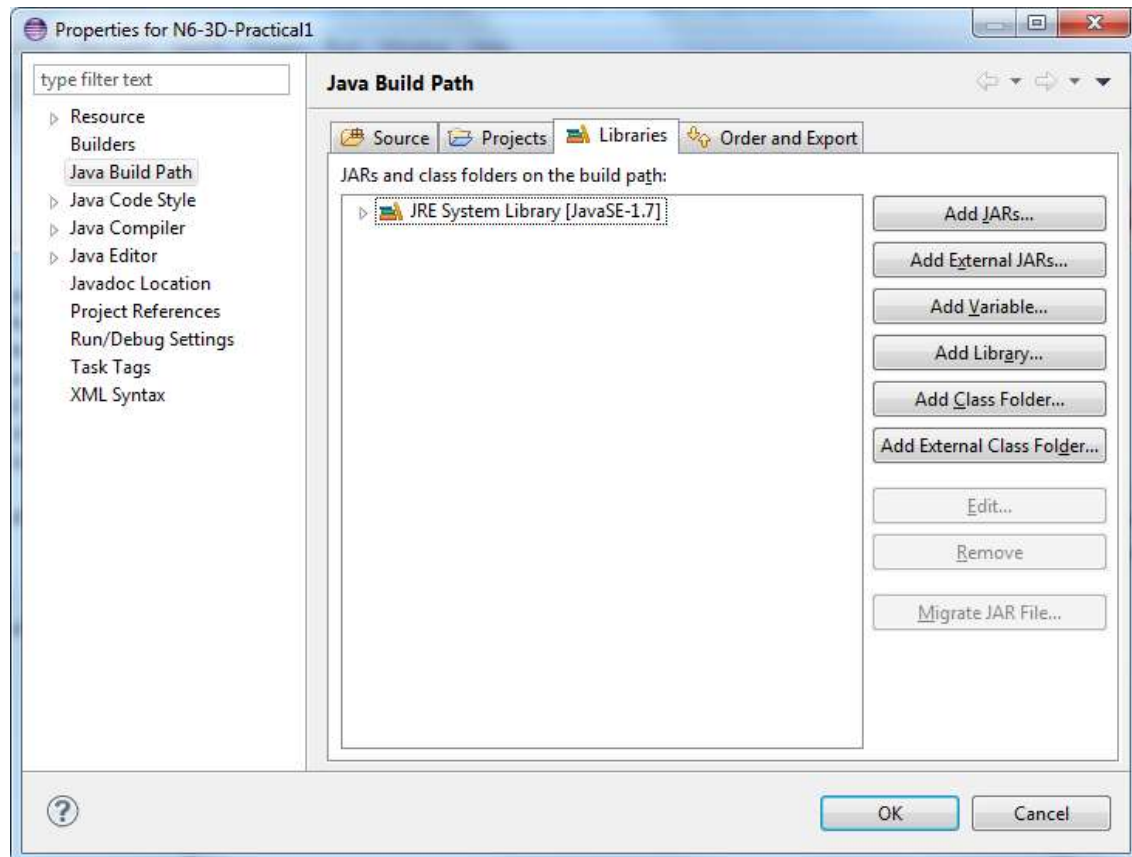 Properties for N6-3D-Practical1
type filter text
Resource
Builders
Java Build Path
Java Code Style
Java Compiler
Java Editor
Javadoc Location
Project References
Run/Debug Settings
Task Tags
XML Syntax
Java Build Path
Source Projects Libraries Order and Export
JARs and class folders on the build path:
JRE System Library [JavaSE-1.7]
Add JARs...
Add External JARs...
Add Variable...
Add Library...
Add Class Folder...
Add External Class Folder...
Edit...
Remove
Migrate JAR File...
?
OK Cancel